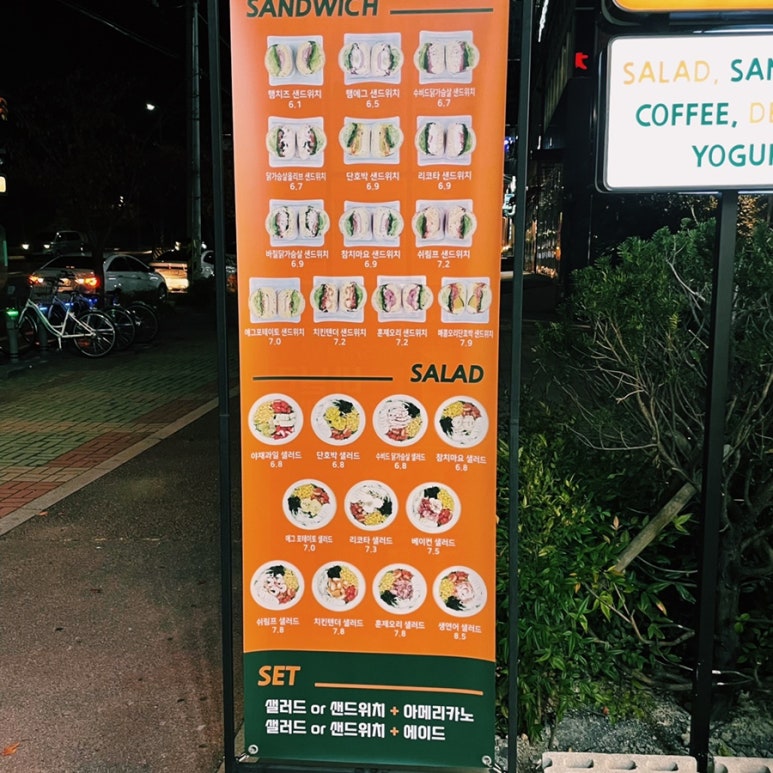 SANDWICH
햄치즈 샌드위치 햄에그 샌드위치 수비드닭가슴살 샌드위치
6.1 6.5 6.7
닭가슴살올리브 샌드위치 단호박 샌드위치 리코타 샌드위치
6.7 6.9 6.9
바질닭가슴살 샌드위치 참치마요 샌드위치 쉬림프 샌드위치
6.9 6.9 7.2
에그포테이토 샌드위치 치킨텐더 샌드위치 훈제오리 샌드위치 매콤오리단호박 샌드위치
7.0 7.2 7.2 7.9
SALAD
야채과일 샐러드 단호박 샐러드 수비드 닭가슴살 샐러드 참치마요 샐러드
6.8 6.8 6.8 6.8
에그 포테이토 샐러드 리코타 샐러드 베이컨 샐러드
7.0 7.3 7.5
쉬림프 샐러드 치킨텐더 샐러드 훈제오리 샐러드 생연어 샐러드
7.8 7.8 7.8 8.5
SET
샐러드 or 샌드위치 + 아메리카노
샐러드 or 샌드위치 + 에이드
SALAD, SAN
COFFEE, DE
YOGU